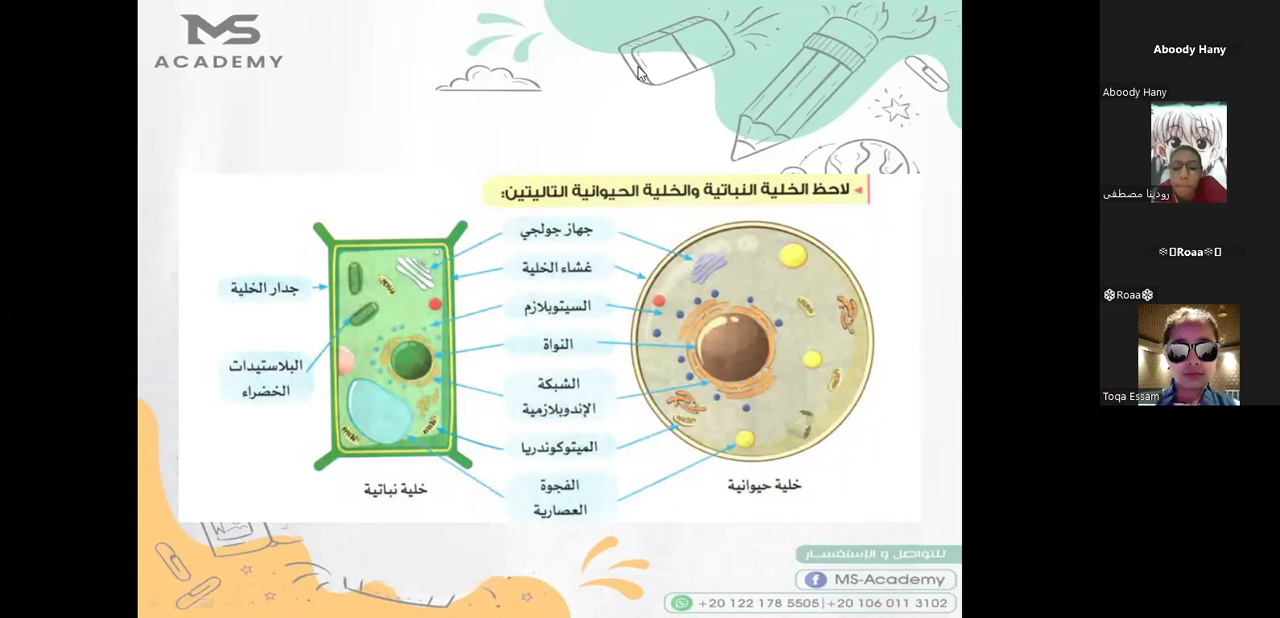 MS
ACADEMY
لاحظ الخلية النباتية والخلية الحيوانية التاليتين:
جهاز جولجي
غشاء الخلية
جدار الخلية
السيتوبلازم
النواة
البلاستيدات
الخضراء
الشبكة
الإندوبلازمية
الميتوكوندريا
الفجوة
العصارية
خلية نباتية
خلية حيوانية
للتواصل و الإستفسار
MS-Academy
+20 122 178 5505 | +20 106 011 3102
Aboody Hany
Aboody Hany
رودينا مصطفى
Roaa
Roaa
Toqa Essam